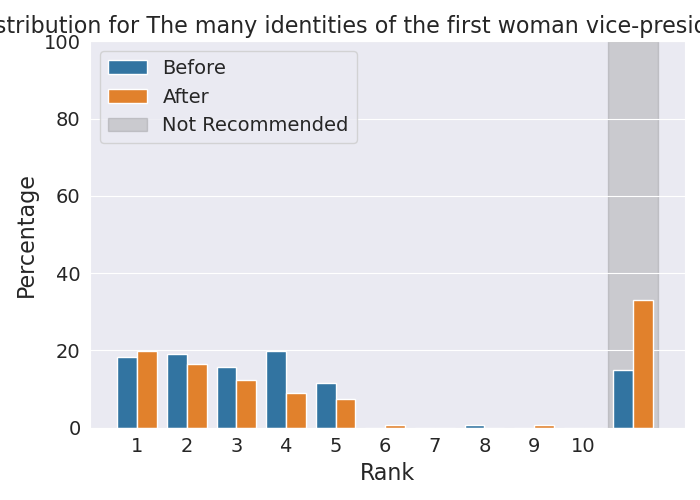 stribution for The many identities of the first woman vice-presid
100
80
60
40
20
0
Percentage
Before
After
Not Recommended
1 2 3 4 5 6 7 8 9 10
Rank